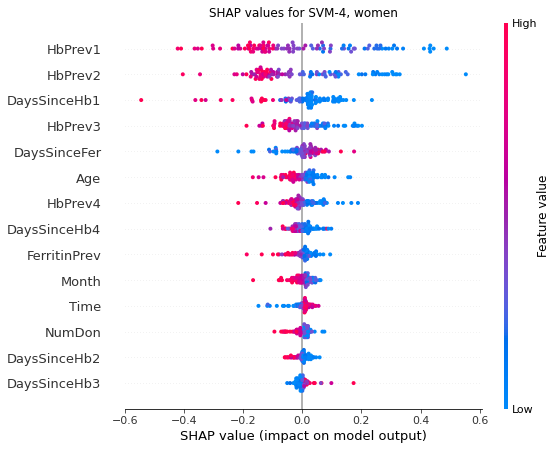 SHAP values for SVM-4, women
High
HbPrev1
HbPrev2
DaysSinceHb1
HbPrev3
DaysSinceFer
Age
HbPrev4
DaysSinceHb4
FerritinPrev
Month
Time
NumDon
DaysSinceHb2
DaysSinceHb3
Feature value
Low
−0.6 −0.4 −0.2 0.0 0.2 0.4 0.6
SHAP value (impact on model output)